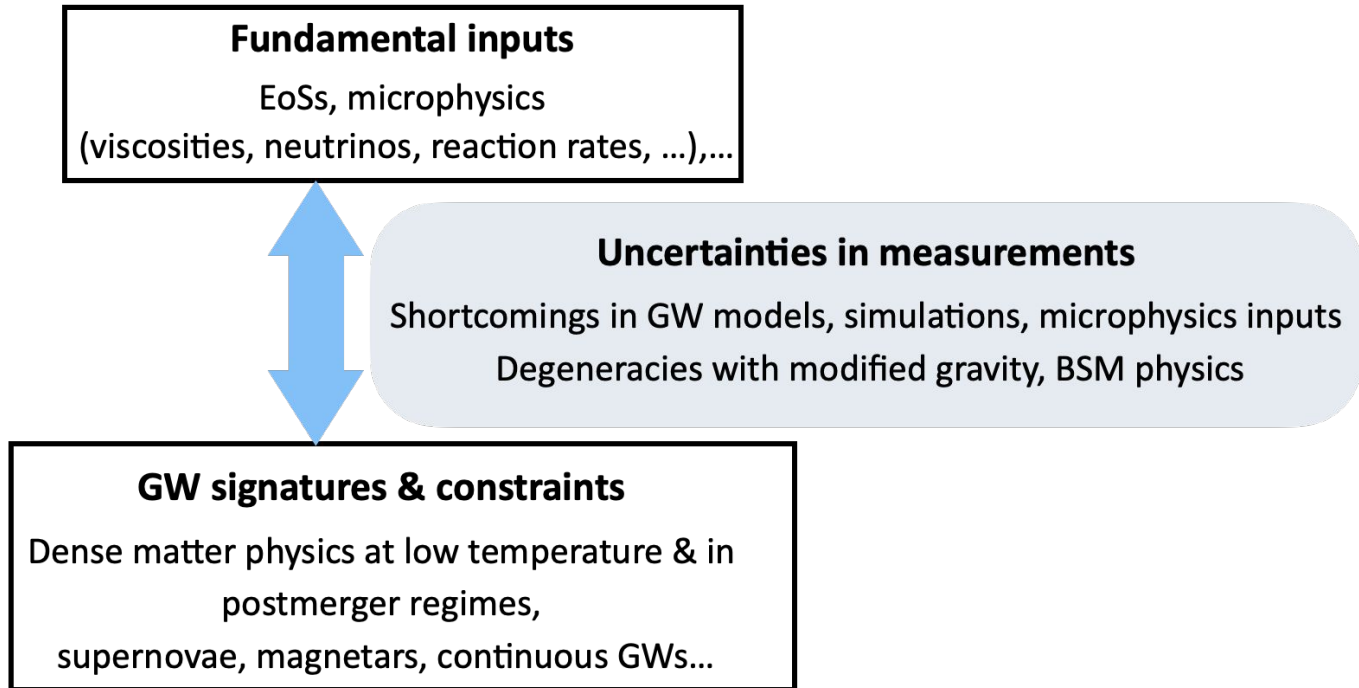 Fundamental inputs
EoSs, microphysics
(viscosities, neutrinos, reaction rates, ...),...
Uncertainties in measurements
Shortcomings in GW models, simulations, microphysics inputs
Degeneracies with modified gravity, BSM physics
GW signatures & constraints
Dense matter physics at low temperature & in
postmerger regimes,
supernovae, magnetars, continuous GWs...